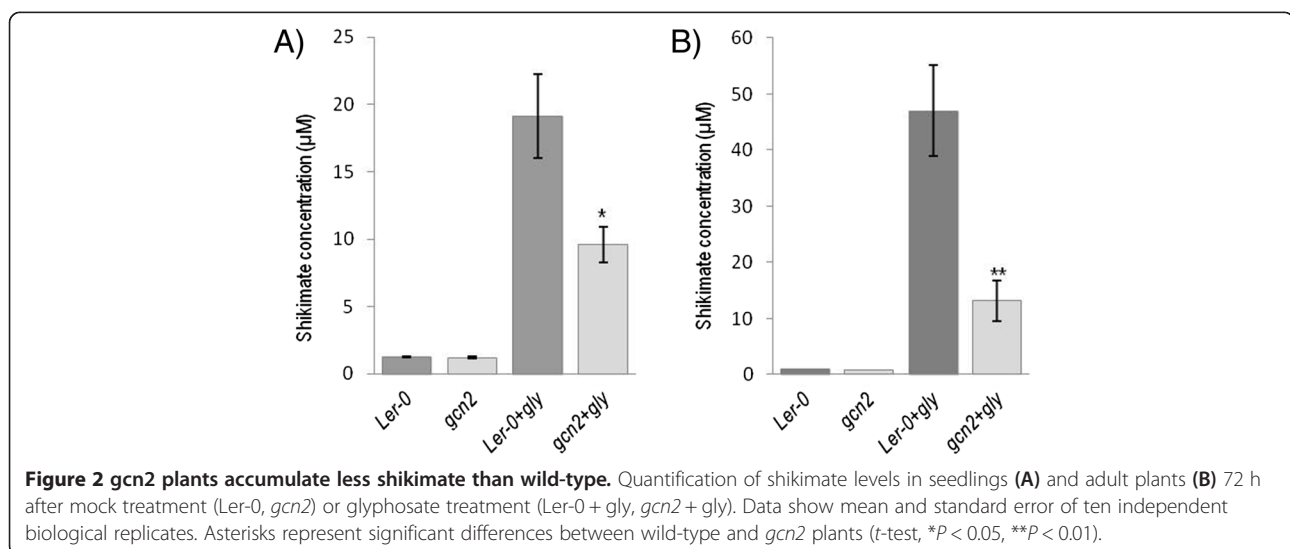 A)
25
20
15
10
5
0
Shikimate concentration (µM)
*
Ler-0
gcn2
Ler-0+gly
gcn2+gly
B)
60
50
40
30
20
10
0
Shikimate concentration (µM)
**
Ler-0
gcn2
Ler-0+gly
gcn2+gly
Figure 2 gcn2 plants accumulate less shikimate than wild-type. Quantification of shikimate levels in seedlings (A) and adult plants (B) 72 h
after mock treatment (Ler-0, gcn2) or glyphosate treatment (Ler-0 + gly, gcn2 + gly). Data show mean and standard error of ten independent
biological replicates. Asterisks represent significant differences between wild-type and gcn2 plants (t-test, *P < 0.05, **P < 0.01).